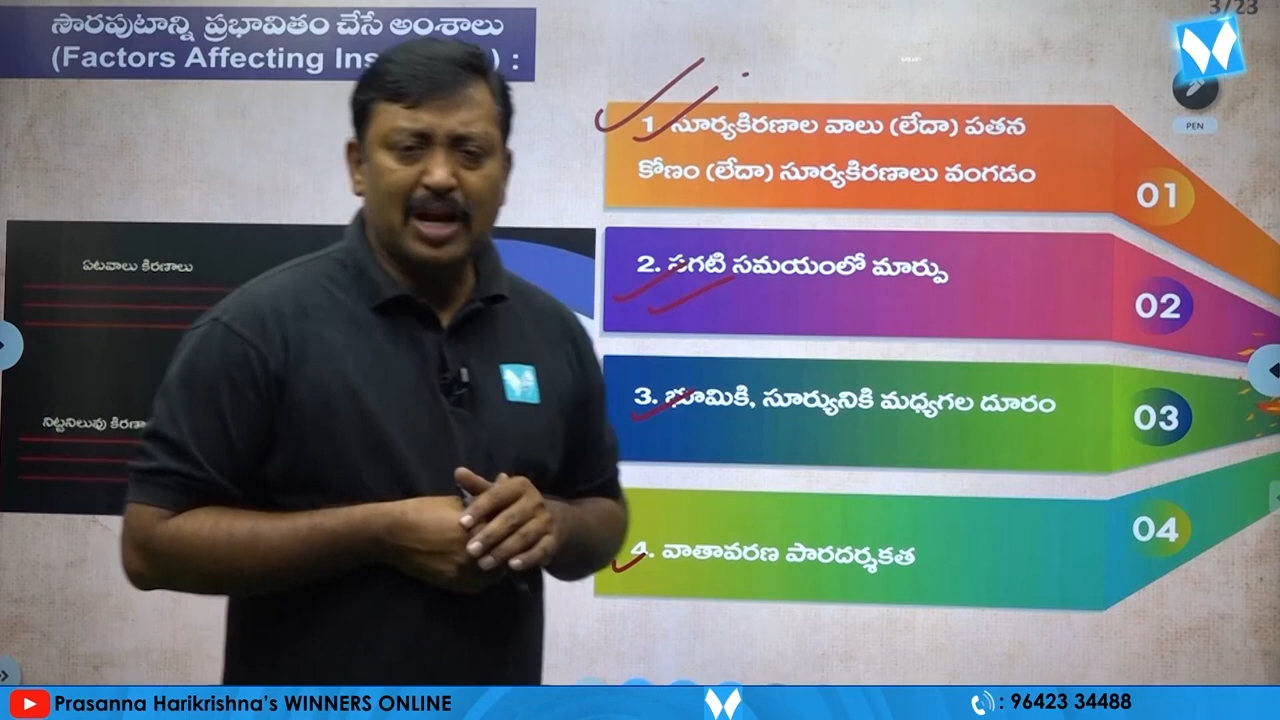 3/23
సౌరపుటాన్ని ప్రభావితం చేసే అంశాలు
(Factors Affecting ) :
PEN
1. సూర్యకిరణాల వాలు (లేదా) పతన
కోణం (లేదా) సూర్యకిరణాలు వంగడం
01
ఏటవాలు కిరణాలు
2. పగటి సమయంలో మార్పు
02
3. భూమికి, సూర్యునికి మధ్యగల దూరం
03
నిట్టనిలువు
4. వాతావరణ పారదర్శకత
04
Prasanna Harikrishna's WINNERS ONLINE
: 96423 34488